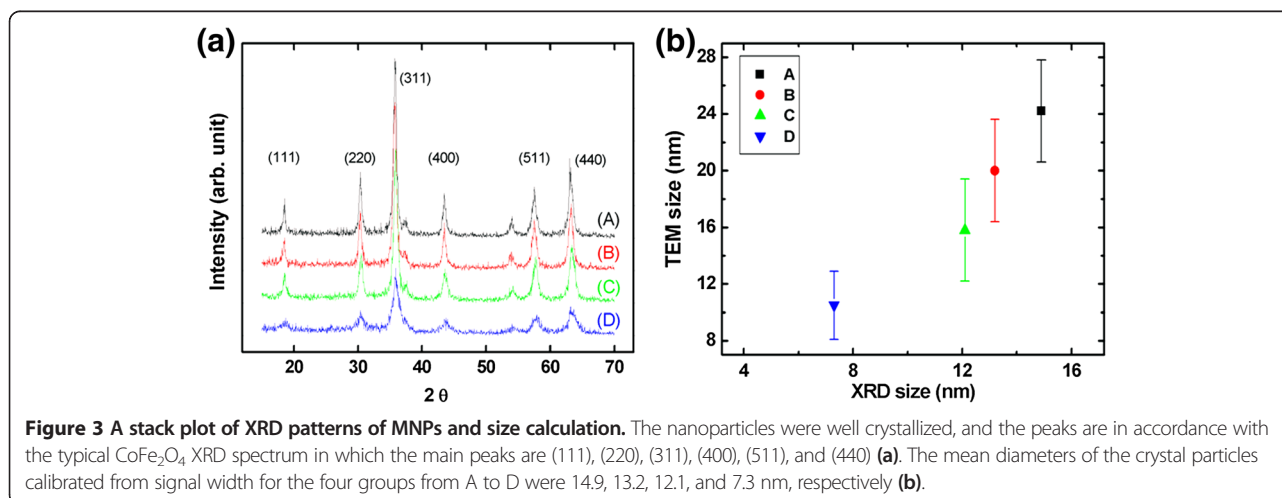 (a)
(b)
Intensity (arb. unit)
(111)
(220)
(311)
(400)
(511)
(440)
(A)
(B)
(C)
(D)
20
30
40
50
60
70
2 θ
TEM size (nm)
28
24
20
16
12
8
A
B
C
D
4
8
12
16
XRD size (nm)
Figure 3 A stack plot of XRD patterns of MNPs and size calculation. The nanoparticles were well crystallized, and the peaks are in accordance with
the typical CoFe₂O₄ XRD spectrum in which the main peaks are (111), (220), (311), (400), (511), and (440) (a). The mean diameters of the crystal particles
calibrated from signal width for the four groups from A to D were 14.9, 13.2, 12.1, and 7.3 nm, respectively (b).